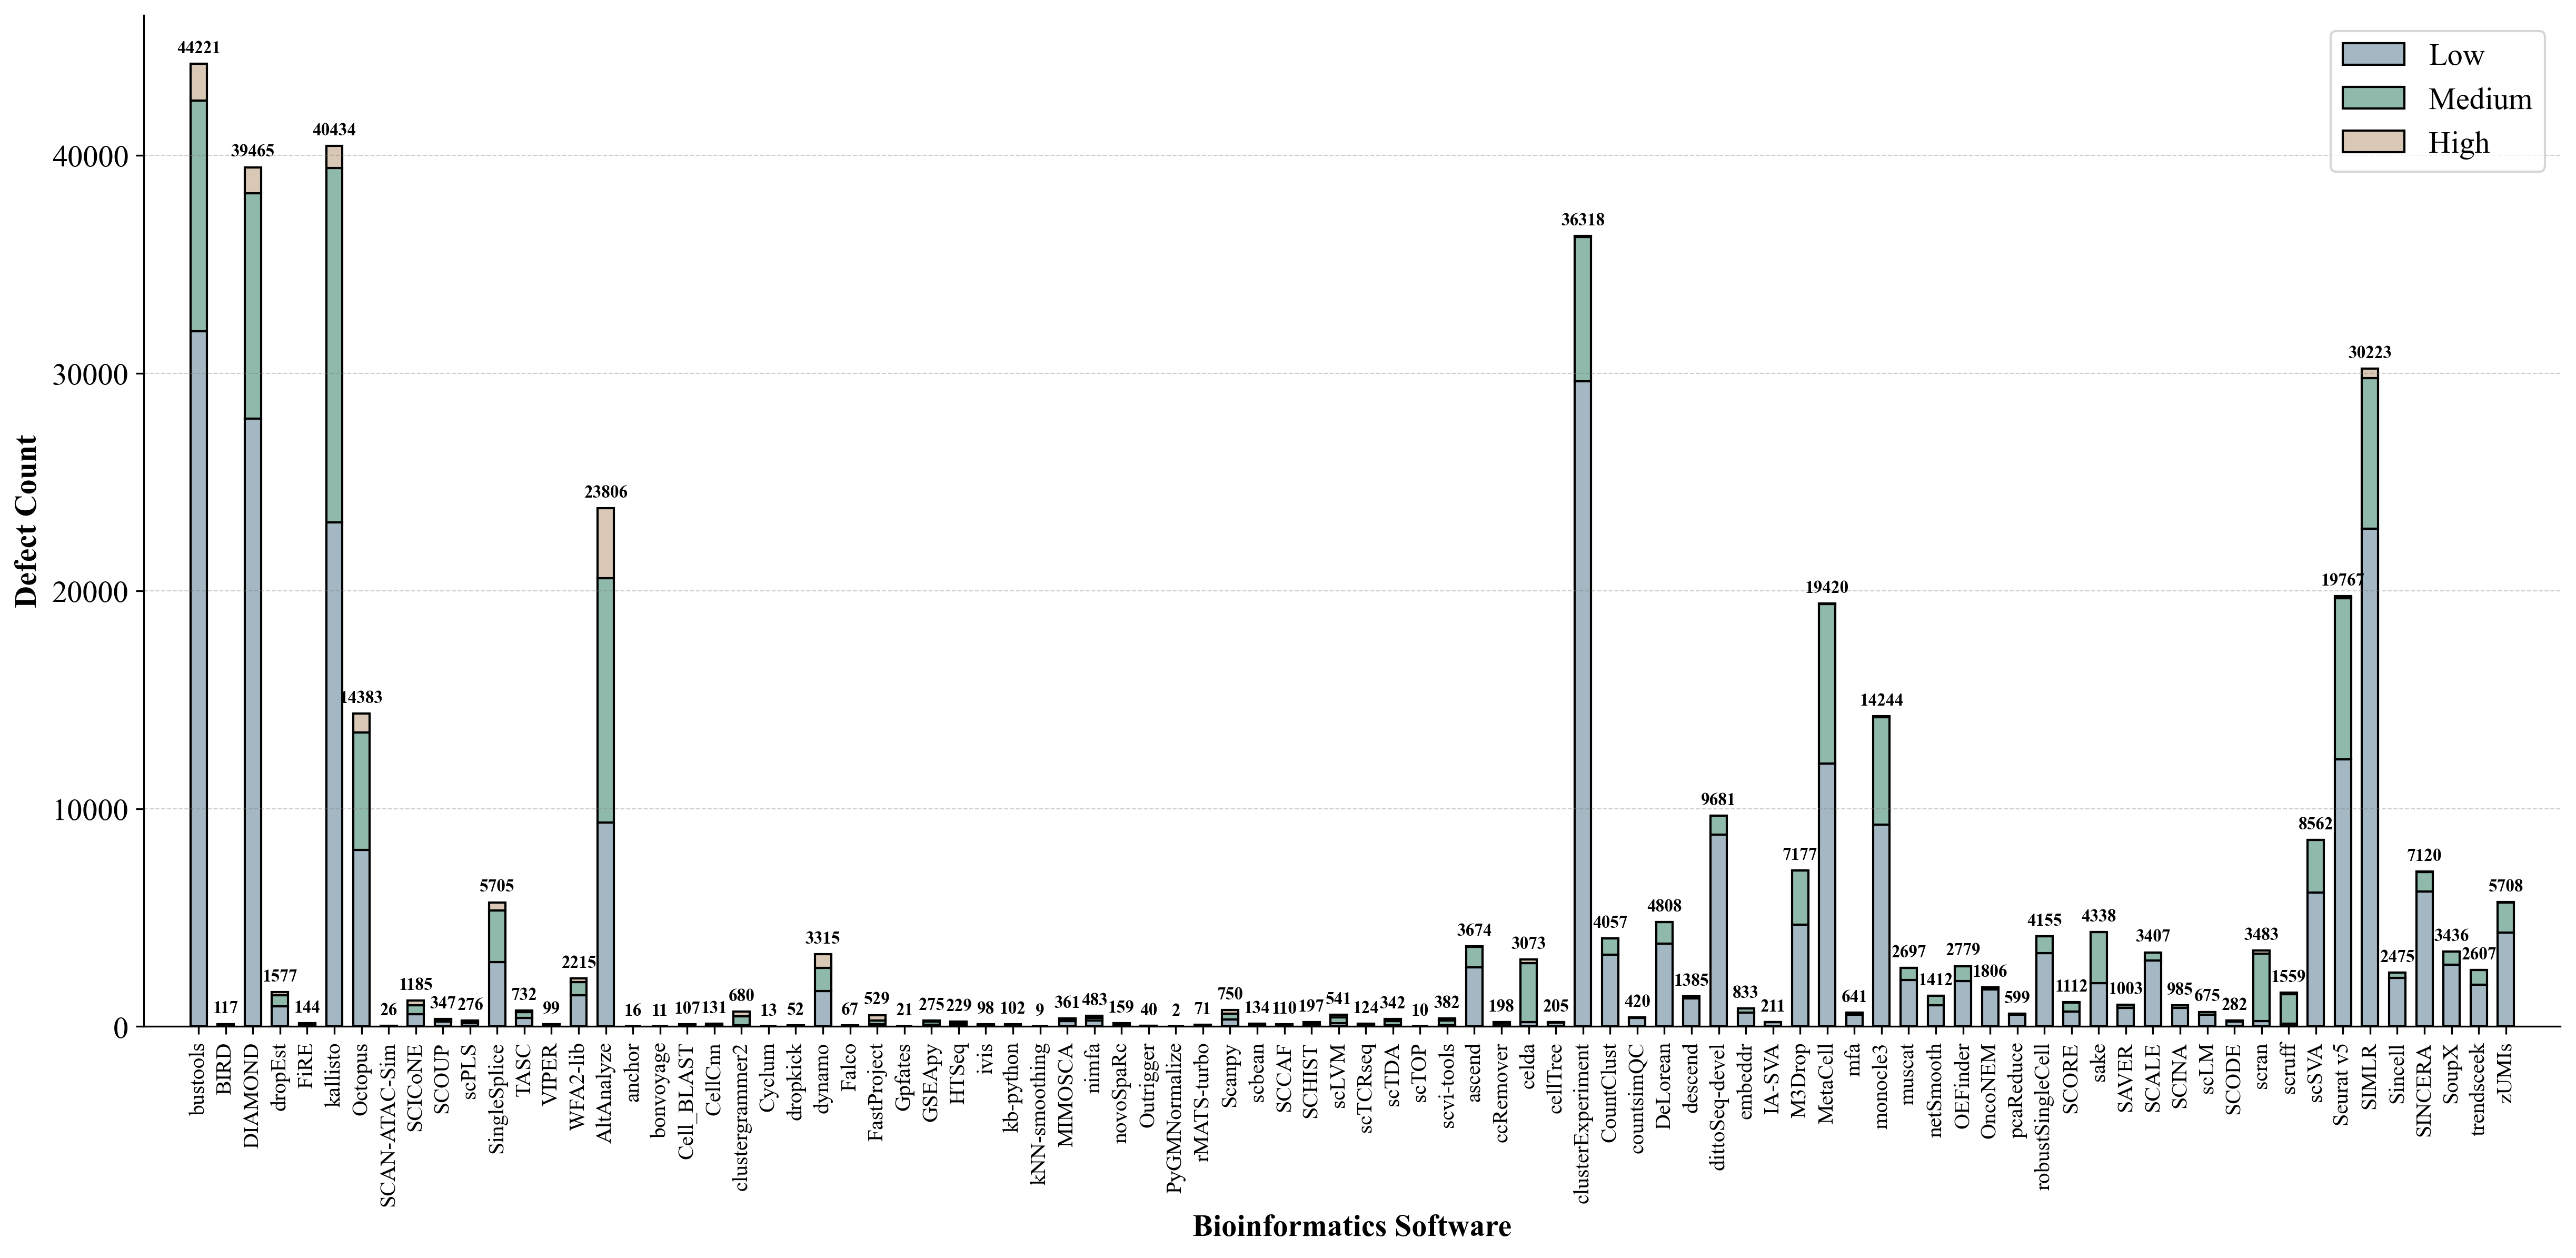 Low
Medium
High
Defect Count
40000
30000
20000
10000
0
44221
117
39465
1577
144
40434
14383
26
1185
347
276
5705
732
99
2215
23806
16
11
107
131
680
13
52
3315
67
529
21
275
229
98
102
9
361
483
159
40
2
71
750
134
110
197
541
124
342
10
382
3674
198
3073
205
36318
4057
420
4808
1385
9681
833
211
7177
19420
641
14244
2697
1412
2779
1806
599
4155
1112
4338
1003
3407
985
675
282
3483
1559
8562
19767
30223
2475
7120
3436
2607
5708
bustools
BIRD
DIAMOND
dropEst
FiRE
kallisto
Octopus
SCAN-ATAC-Sim
SCICoNE
SCOUP
scPLS
SingleSplice
TASC
VIPER
WFA2-lib
AltAnalyze
anchor
bonvoyage
Cell_BLAST
CellCnn
clustergrammer2
Cyclum
dropkick
dynamo
Falco
FastProject
Gpfates
GSEApy
HTSeq
ivis
kb-python
kNN-smoothing
MIMOSCA
nimfa
novoSpaRc
Outrigger
PyGMNormalize
rMATS-turbo
Scanpy
scbean
SCCAF
SCHIST
scLVM
scTCRseq
scTDA
scTOP
scvi-tools
ascend
ccRemover
celda
cellTree
clusterExperiment
CountClust
countsimQC
DeLorean
descend
dittoSeq-devel
embeddr
IA-SVA
M3Drop
MetaCell
mfa
monocle3
muscat
netSmooth
OEFinder
OncoNEM
pcaReduce
robustSingleCell
SCORE
sake
SAVER
SCALE
SCINA
scLM
SCODE
scran
scruff
scSVA
Seurat v5
SIMLR
Sincell
SINCERA
SoupX
trendsceek
zUMIs
Bioinformatics Software